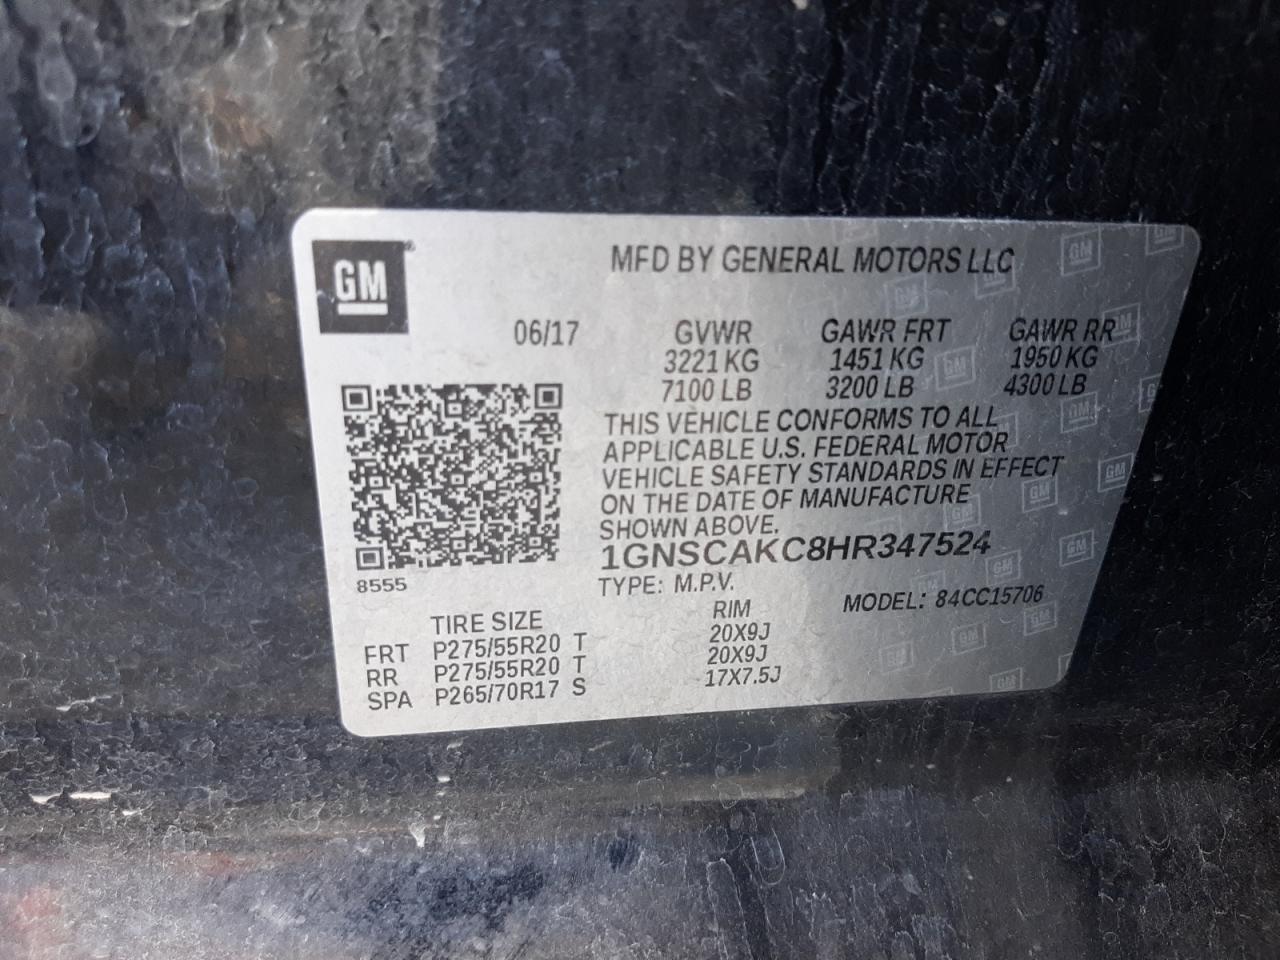 GM
MFD BY GENERAL MOTORS LLC
06/17 GVWR GAWR FRT GAWR RR
3221 KG 1451 KG 1950 KG
7100 LB 3200 LB 4300 LB
THIS VEHICLE CONFORMS TO ALL
APPLICABLE U.S. FEDERAL MOTOR
VEHICLE SAFETY STANDARDS IN EFFECT
ON THE DATE OF MANUFACTURE
SHOWN ABOVE.
1GNSCAKC8HR347524
8555
TYPE: M.P.V. MODEL: 84CC15706
TIRE SIZE RIM
FRT P275/55R20 T 20X9J
RR P275/55R20 T 20X9J
SPA P265/70R17 S 17X7.5J